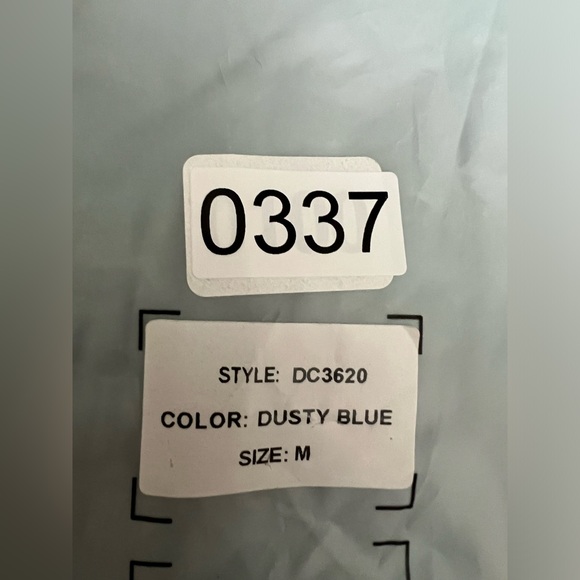 0337
STYLE: DC3620
COLOR: DUSTY BLUE
SIZE: M